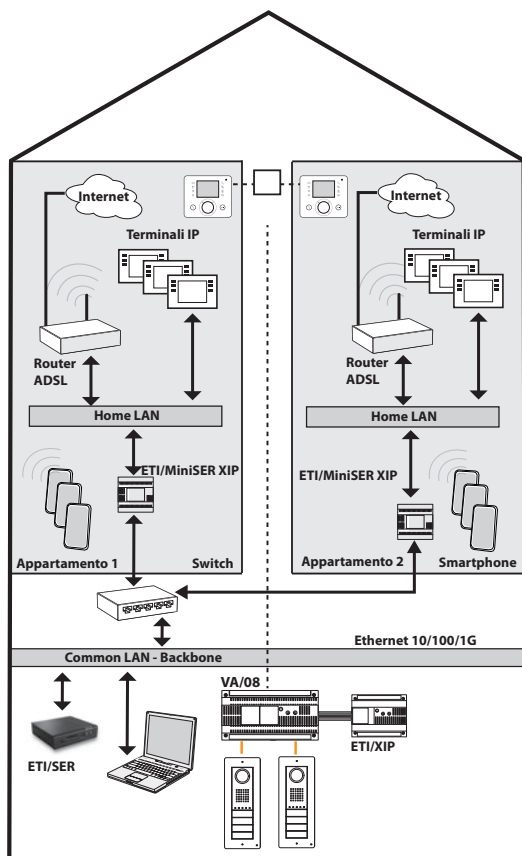 Internet
Terminali IP
Router
ADSL
Home LAN
ETI/MiniSER XIP
Appartamento 1
Switch
Internet
Terminali IP
Router
ADSL
Home LAN
ETI/MiniSER XIP
Appartamento 2
Smartphone
Ethernet 10/100/1G
Common LAN - Backbone
VA/08
ETI/XIP
ETI/SER